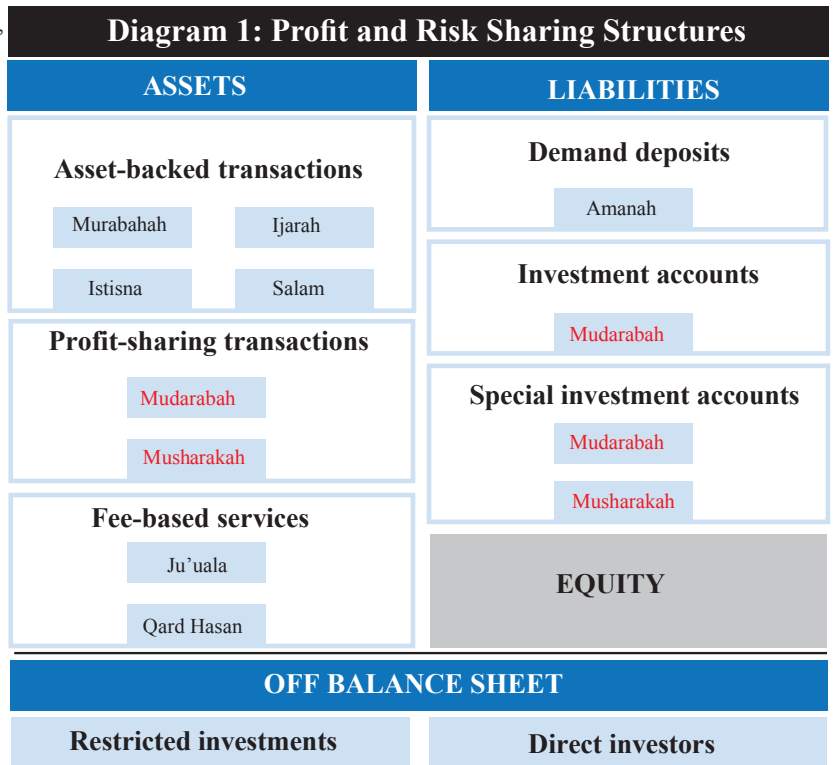 Diagram 1: Profit and Risk Sharing Structures
ASSETS
Asset-backed transactions
Murabahah
Ijarah
Istisna
Salam
Profit-sharing transactions
Mudarabah
Musharakah
Fee-based services
Ju’uala
Qard Hasan
LIABILITIES
Demand deposits
Amanah
Investment accounts
Mudarabah
Special investment accounts
Mudarabah
Musharakah
EQUITY
OFF BALANCE SHEET
Restricted investments
Direct investors